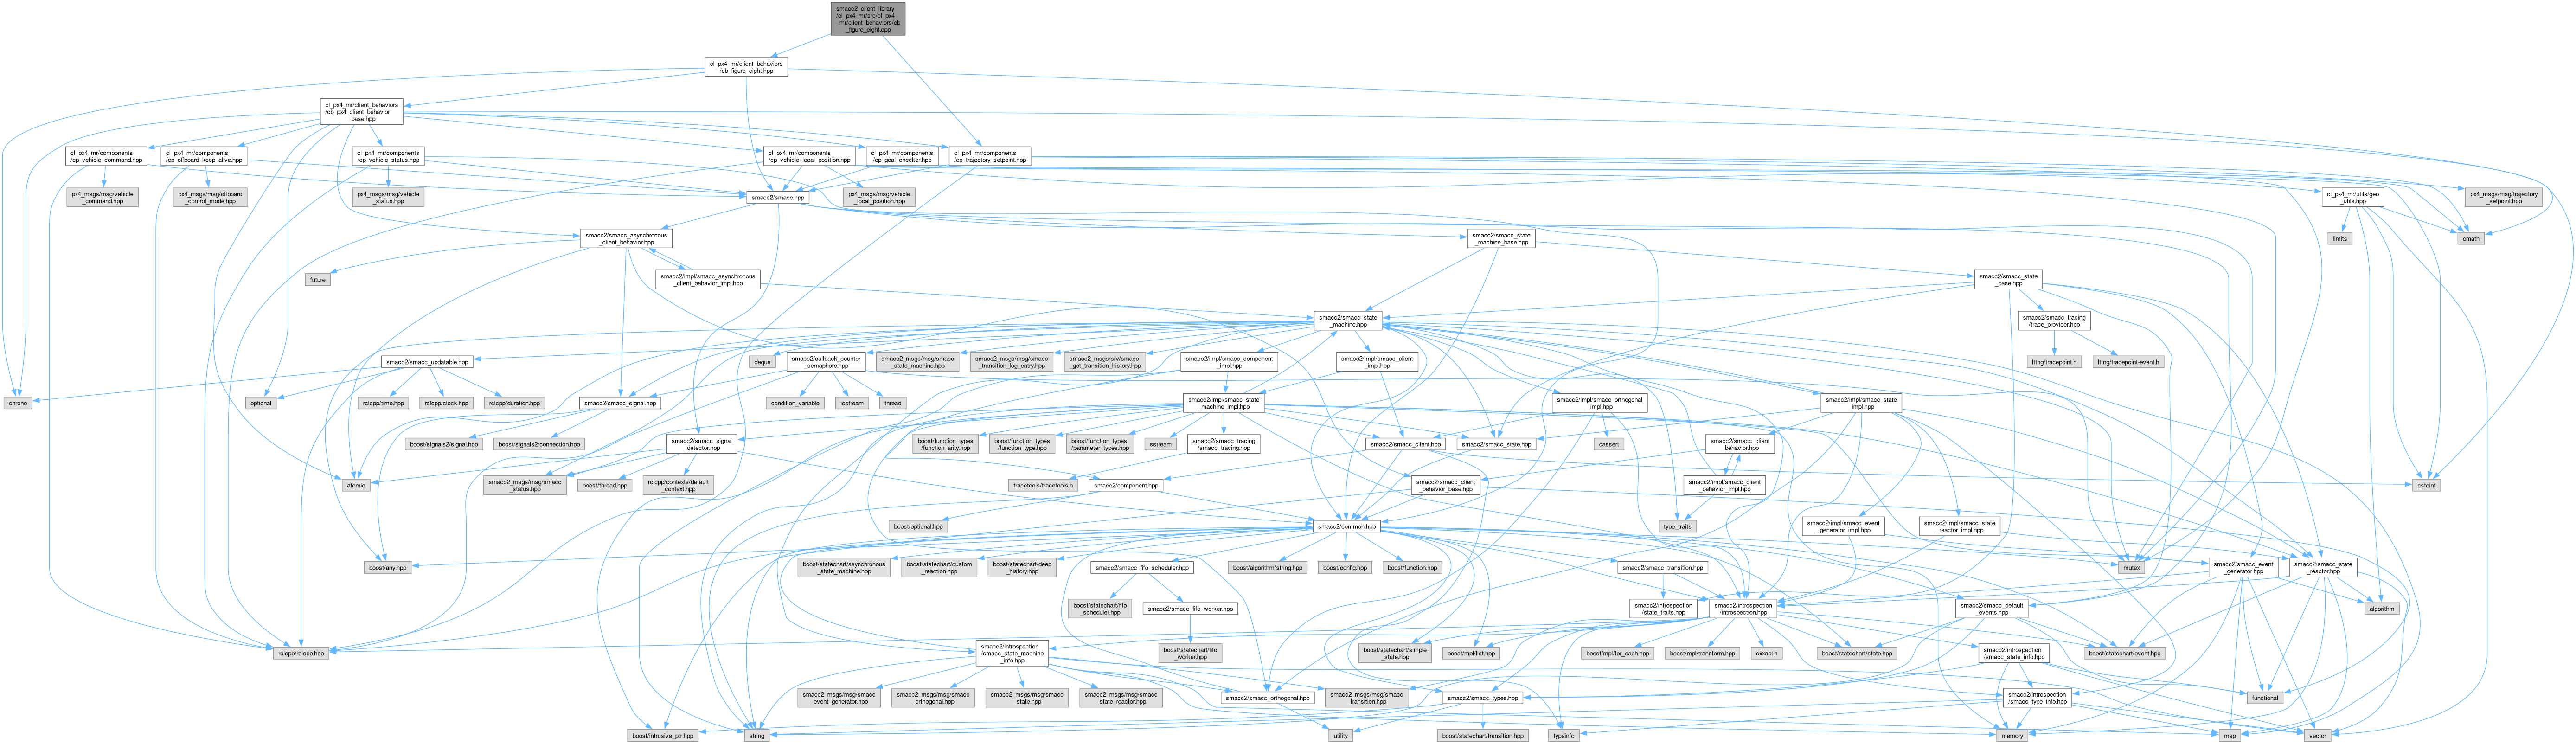 smacc2_client_library
/cl_px4_mr/src/cl_px4
_mr/client_behaviors/cb
_figure_eight.cpp
cl_px4_mr/client_behaviors
/cb_figure_eight.hpp
cl_px4_mr/client_behaviors
/cb_px4_client_behavior
_base.hpp
cl_px4_mr/components
/cp_vehicle_command.hpp
cl_px4_mr/components
/cp_offboard_keep_alive.hpp
cl_px4_mr/components
/cp_vehicle_status.hpp
cl_px4_mr/components
/cp_vehicle_local_position.hpp
cl_px4_mr/components
/cp_goal_checker.hpp
cl_px4_mr/components
/cp_trajectory_setpoint.hpp
px4_msgs/msg/vehicle
_command.hpp
px4_msgs/msg/offboard
_control_mode.hpp
px4_msgs/msg/vehicle
_status.hpp
smacc2/smacc.hpp
px4_msgs/msg/vehicle
_local_position.hpp
cl_px4_mr/utils/geo
_utils.hpp
px4_msgs/msg/trajectory
_setpoint.hpp
smacc2/smacc_asynchronous
_client_behavior.hpp
smacc2/smacc_state
_machine_base.hpp
limits
cmath
future
smacc2/impl/smacc_asynchronous
_client_behavior_impl.hpp
smacc2/smacc_state
_base.hpp
smacc2/smacc_state
_machine.hpp
smacc2/smacc_tracing
/trace_provider.hpp
smacc2/smacc_updatable.hpp
deque
smacc2/callback_counter
_semaphore.hpp
smacc2_msgs/msg/smacc
_state_machine.hpp
smacc2_msgs/msg/smacc
_transition_log_entry.hpp
smacc2_msgs/srv/smacc
_get_transition_history.hpp
smacc2/impl/smacc_component
_impl.hpp
smacc2/impl/smacc_client
_impl.hpp
lttng/tracepoint.h
lttng/tracepoint-event.h
chrono
optional
rclcpp/time.hpp
rclcpp/clock.hpp
rclcpp/duration.hpp
smacc2/smacc_signal.hpp
condition_variable
iostream
thread
smacc2/impl/smacc_state
_machine_impl.hpp
smacc2/impl/smacc_orthogonal
_impl.hpp
smacc2/impl/smacc_state
_impl.hpp
boost/signals2/signal.hpp
boost/signals2/connection.hpp
smacc2/smacc_signal
_detector.hpp
boost/function_types
/function_arity.hpp
boost/function_types
/function_type.hpp
boost/function_types
/parameter_types.hpp
sstream
smacc2/smacc_tracing
/smacc_tracing.hpp
smacc2/smacc_client.hpp
smacc2/smacc_state.hpp
cassert
smacc2/smacc_client
_behavior.hpp
atomic
smacc2_msgs/msg/smacc
_status.hpp
boost/thread.hpp
rclcpp/contexts/default
_context.hpp
tracetools/tracetools.h
smacc2/component.hpp
smacc2/smacc_client
_behavior_base.hpp
smacc2/impl/smacc_client
_behavior_impl.hpp
cstdint
boost/optional.hpp
smacc2/common.hpp
type_traits
smacc2/impl/smacc_event
_generator_impl.hpp
smacc2/impl/smacc_state
_reactor_impl.hpp
boost/any.hpp
boost/statechart/asynchronous
_state_machine.hpp
boost/statechart/custom
_reaction.hpp
boost/statechart/deep
_history.hpp
smacc2/smacc_fifo_scheduler.hpp
boost/algorithm/string.hpp
boost/config.hpp
boost/function.hpp
smacc2/smacc_transition.hpp
mutex
smacc2/smacc_event
_generator.hpp
smacc2/smacc_state
_reactor.hpp
boost/statechart/fifo
_scheduler.hpp
smacc2/smacc_fifo_worker.hpp
smacc2/introspection
/state_traits.hpp
smacc2/introspection
/introspection.hpp
smacc2/smacc_default
_events.hpp
algorithm
rclcpp/rclcpp.hpp
smacc2/introspection
/smacc_state_machine
_info.hpp
boost/statechart/fifo
_worker.hpp
boost/statechart/simple
_state.hpp
boost/mpl/list.hpp
boost/mpl/for_each.hpp
boost/mpl/transform.hpp
cxxabi.h
boost/statechart/state.hpp
smacc2/introspection
/smacc_state_info.hpp
boost/statechart/event.hpp
smacc2_msgs/msg/smacc
_event_generator.hpp
smacc2_msgs/msg/smacc
_orthogonal.hpp
smacc2_msgs/msg/smacc
_state.hpp
smacc2_msgs/msg/smacc
_state_reactor.hpp
smacc2/smacc_orthogonal.hpp
smacc2_msgs/msg/smacc
_transition.hpp
smacc2/smacc_types.hpp
smacc2/introspection
/smacc_type_info.hpp
functional
boost/intrusive_ptr.hpp
string
utility
boost/statechart/transition.hpp
typeinfo
memory
map
vector